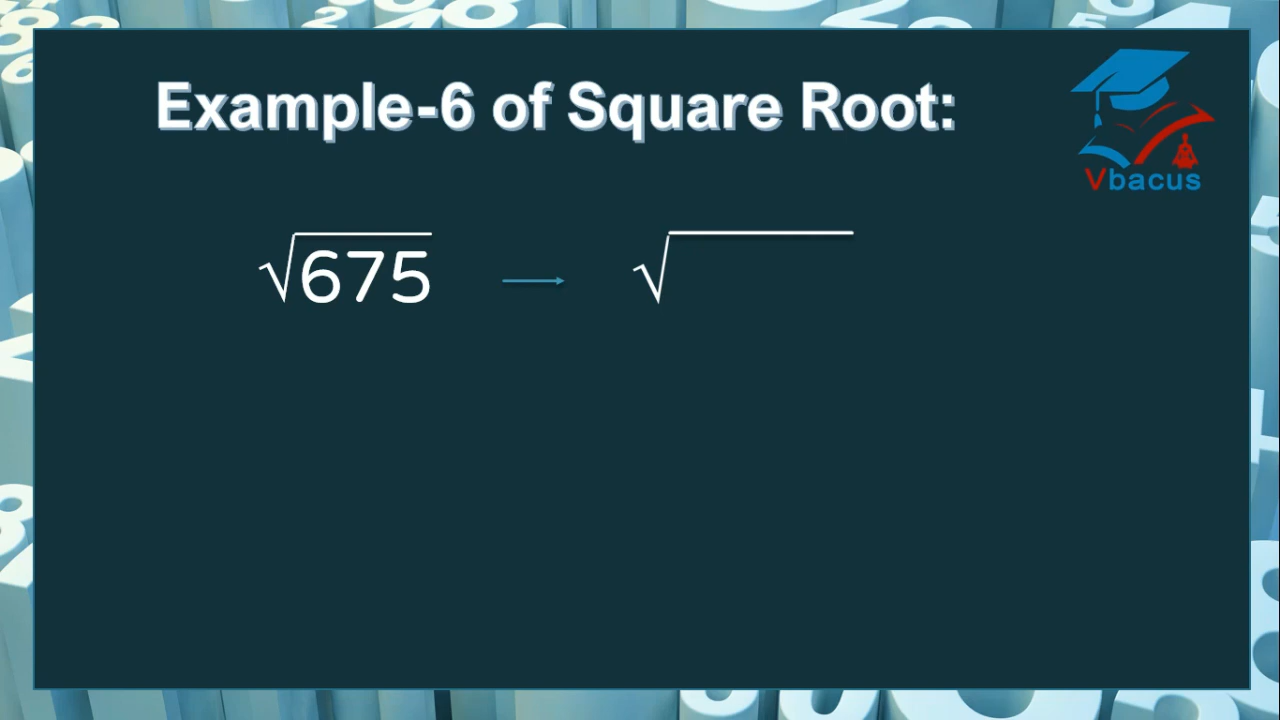 Example-6 of Square Root:
Vbacus
√675 → √